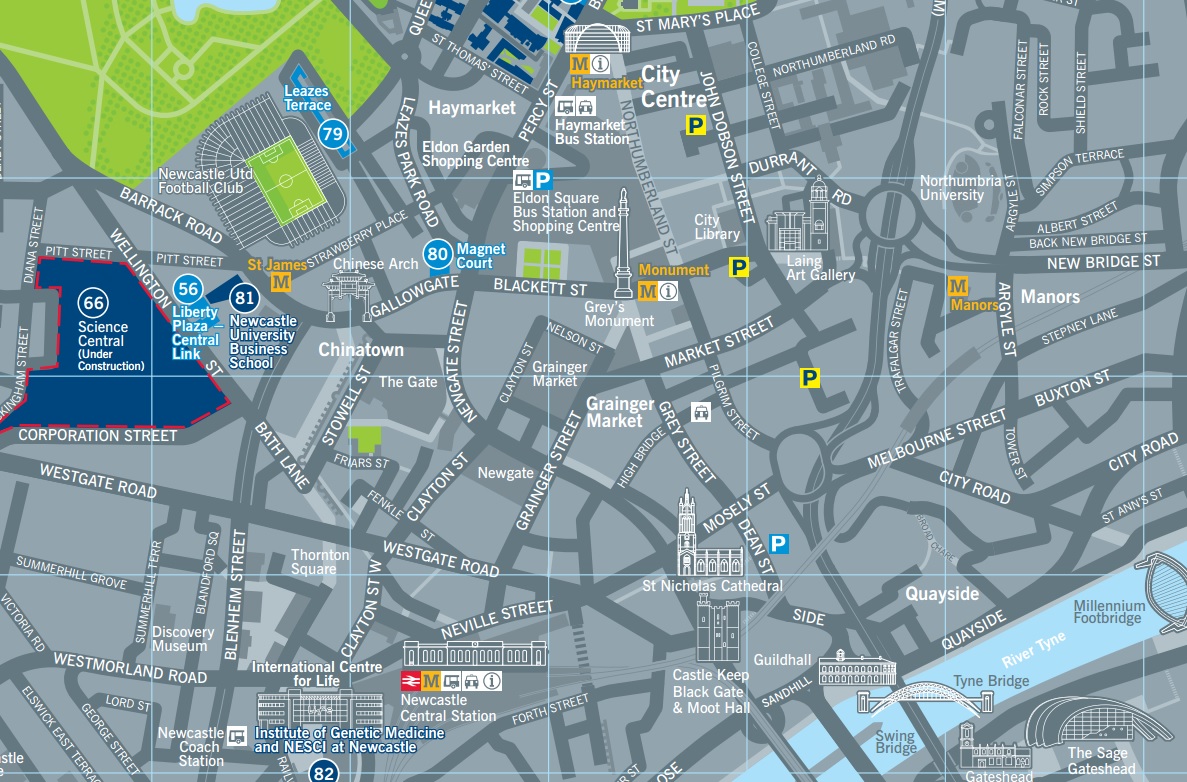 ST MARY'S PLACE
ST THOMAS' STREET
M
i
Haymarket
City
Centre
COLLEGE STREET
NORTHUMBERLAND RD
FALCONAR STREET
ROCK STREET
SHIELD STREET
Leazes
Terrace
79
LEAZES PARK ROAD
Haymarket
PERCY ST
Haymarket
Bus Station
NORTHUMBERLAND ST
JOHN DOBSON STREET
P
Eldon Garden
Shopping Centre
DURRANT RD
SIMPSON TERRACE
Newcastle Utd
Football Club
P
Eldon Square
Bus Station and
Shopping Centre
Northumbria
University
ARGYLE ST
BARRACK ROAD
STRAWBERRY PLACE
City
Library
ALBERT STREET
BACK NEW BRIDGE ST
NEW BRIDGE ST
DIANA STREET
PITT STREET
WELLINGTON ST
PITT STREET
St James
M
Chinese Arch
80
Magnet
Court
Monument
M
i
P
Laing
Art Gallery
M
Manors
Manors
66
Science
Central
(Under
Construction)
56
Liberty
Plaza –
Central
Link
81
Newcastle
University
Business
School
GALLOWGATE
BLACKETT ST
Grey's
Monument
NELSON ST
MARKET STREET
TRAFALGAR STREET
ARGYLE ST
STEPNEY LANE
Chinatown
The Gate
NEWGATE STREET
CLAYTON ST
Grainger
Market
PILGRIM STREET
P
BUXTON ST
STOWELL ST
Grainger
Market
GREY STREET
HIGH BRIDGE
MELBOURNE STREET
TOWER ST
CITY ROAD
CORPORATION STREET
BATH LANE
FRIARS ST
CLAYTON ST
Newgate
GRAINGER STREET
WESTGATE ROAD
FENKLE
ST
MOSELY ST
CITY ROAD
ST ANN'S ST
DEAN ST
P
WESTGATE ROAD
SUMMERHILL GROVE
SUMMERHILL TERR
BLANDFORD SQ
BLENHEIM STREET
Thornton
Square
CLAYTON ST W
St Nicholas Cathedral
Quayside
VICTORIA RD
Discovery
Museum
NEVILLE STREET
SIDE
QUAYSIDE
Millennium
Footbridge
River Tyne
WESTMORLAND ROAD
International Centre
for Life
M
i
Newcastle
Central Station
Castle Keep
Black Gate
& Moot Hall
Guildhall
SANDHILL
Tyne Bridge
ELSWICK EAST TERRAC
GEORGE STREET
LORD ST
FORTH STREET
Newcastle
Coach
Station
Institute of Genetic Medicine
and NESCI at Newcastle
82
Swing
Bridge
Gateshead
The Sage
Gateshead